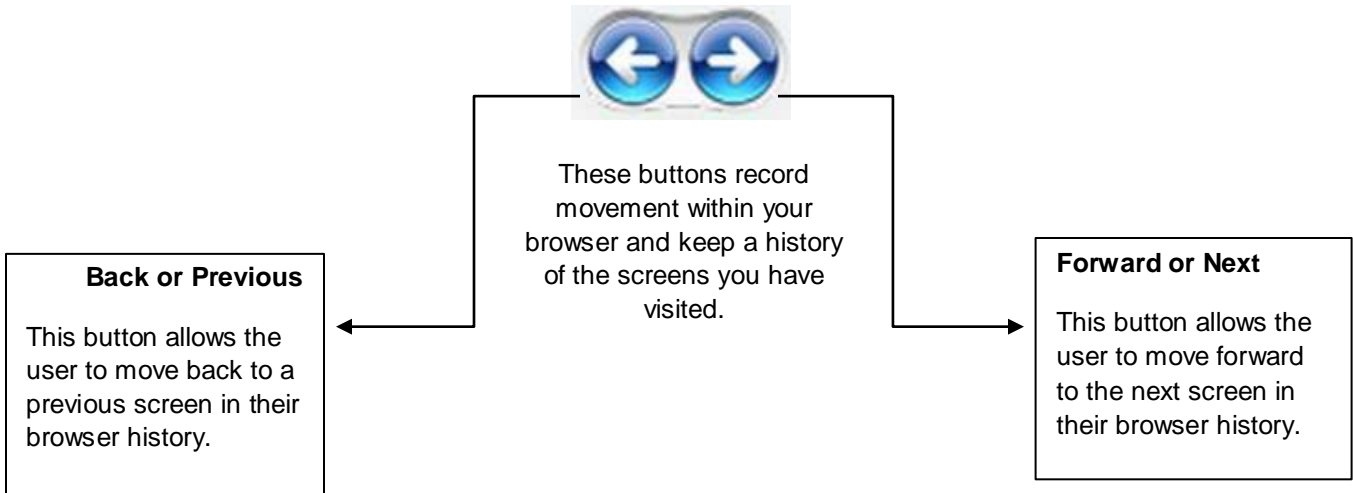 These buttons record
movement within your
browser and keep a history
of the screens you have
visited.
Back or Previous
This button allows the
user to move back to a
previous screen in their
browser history.
Forward or Next
This button allows the
user to move forward
to the next screen in
their browser history.